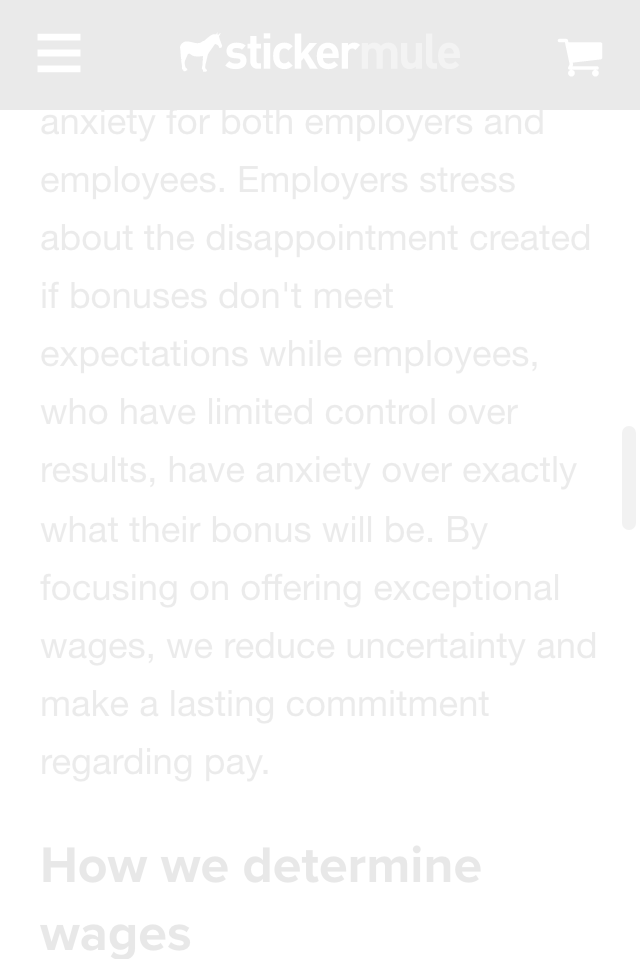 stickermule
anxiety for both employers and
employees. Employers stress
about the disappointment created
if bonuses don't meet
expectations while employees,
who have limited control over
results, have anxiety over exactly
what their bonus will be. By
focusing on offering exceptional
wages, we reduce uncertainty and
make a lasting commitment
regarding pay.
How we determine
wages